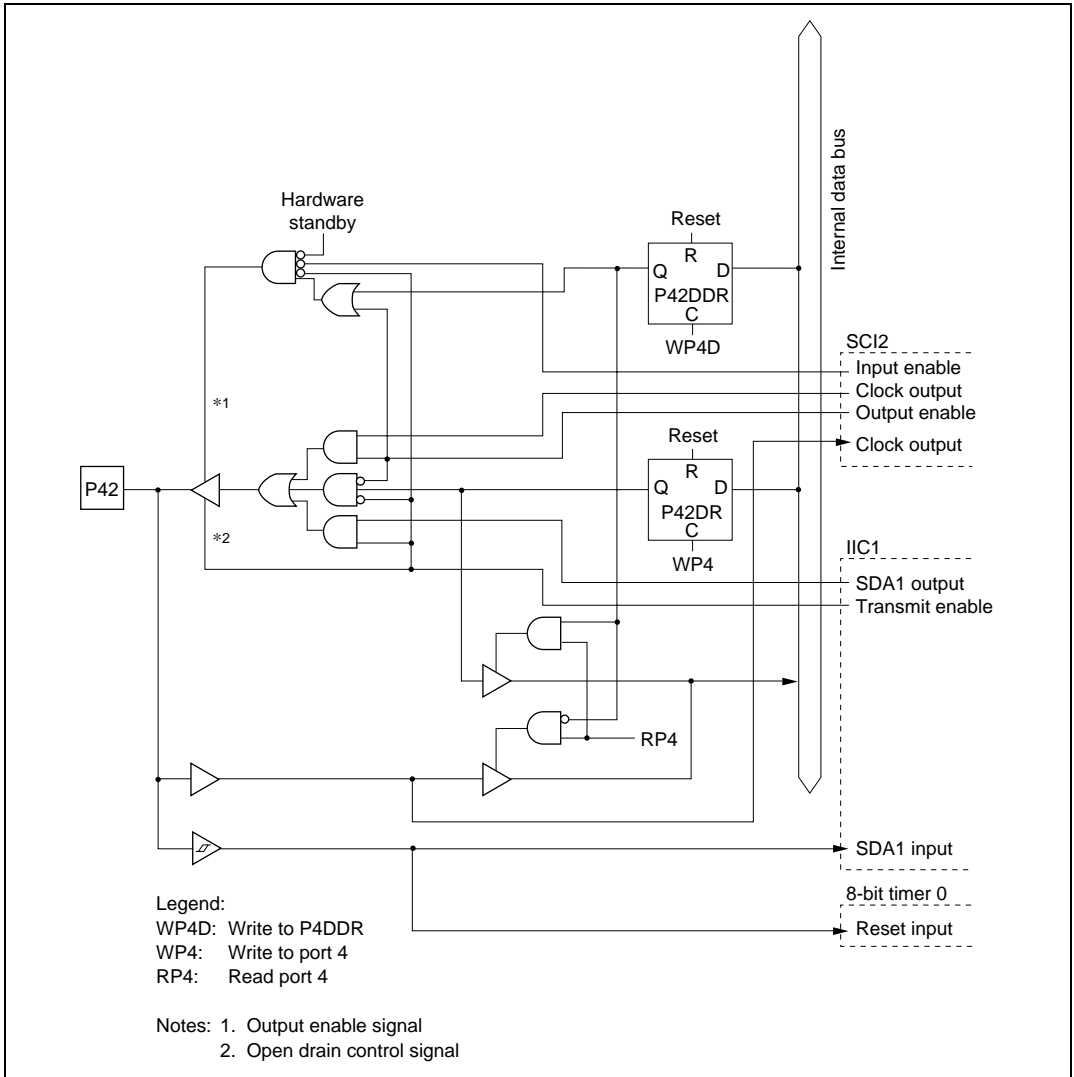 Internal data bus
Hardware
standby
Reset
R
Q D
P42DDR
C
WP4D
SCI2
Input enable
Clock output
Output enable
Clock output
*1
Reset
R
Q D
P42DR
C
WP4
P42
*2
IIC1
SDA1 output
Transmit enable
RP4
SDA1 input
8-bit timer 0
Reset input
Legend:
WP4D: Write to P4DDR
WP4: Write to port 4
RP4: Read port 4
Notes: 1. Output enable signal
2. Open drain control signal